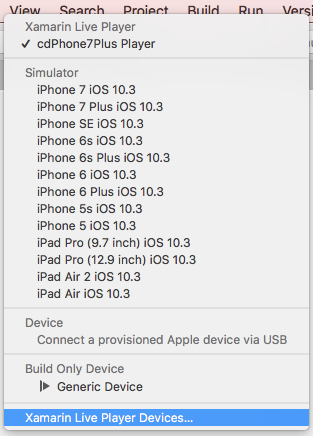 View Search Project Build Run Versi
Xamarin Live Player
✓ cdPhone7Plus Player
Simulator
iPhone 7 iOS 10.3
iPhone 7 Plus iOS 10.3
iPhone SE iOS 10.3
iPhone 6s iOS 10.3
iPhone 6s Plus iOS 10.3
iPhone 6 iOS 10.3
iPhone 6 Plus iOS 10.3
iPhone 5s iOS 10.3
iPhone 5 iOS 10.3
iPad Pro (9.7 inch) iOS 10.3
iPad Pro (12.9 inch) iOS 10.3
iPad Air 2 iOS 10.3
iPad Air iOS 10.3
Device
Connect a provisioned Apple device via USB
Build Only Device
Generic Device
Xamarin Live Player Devices...